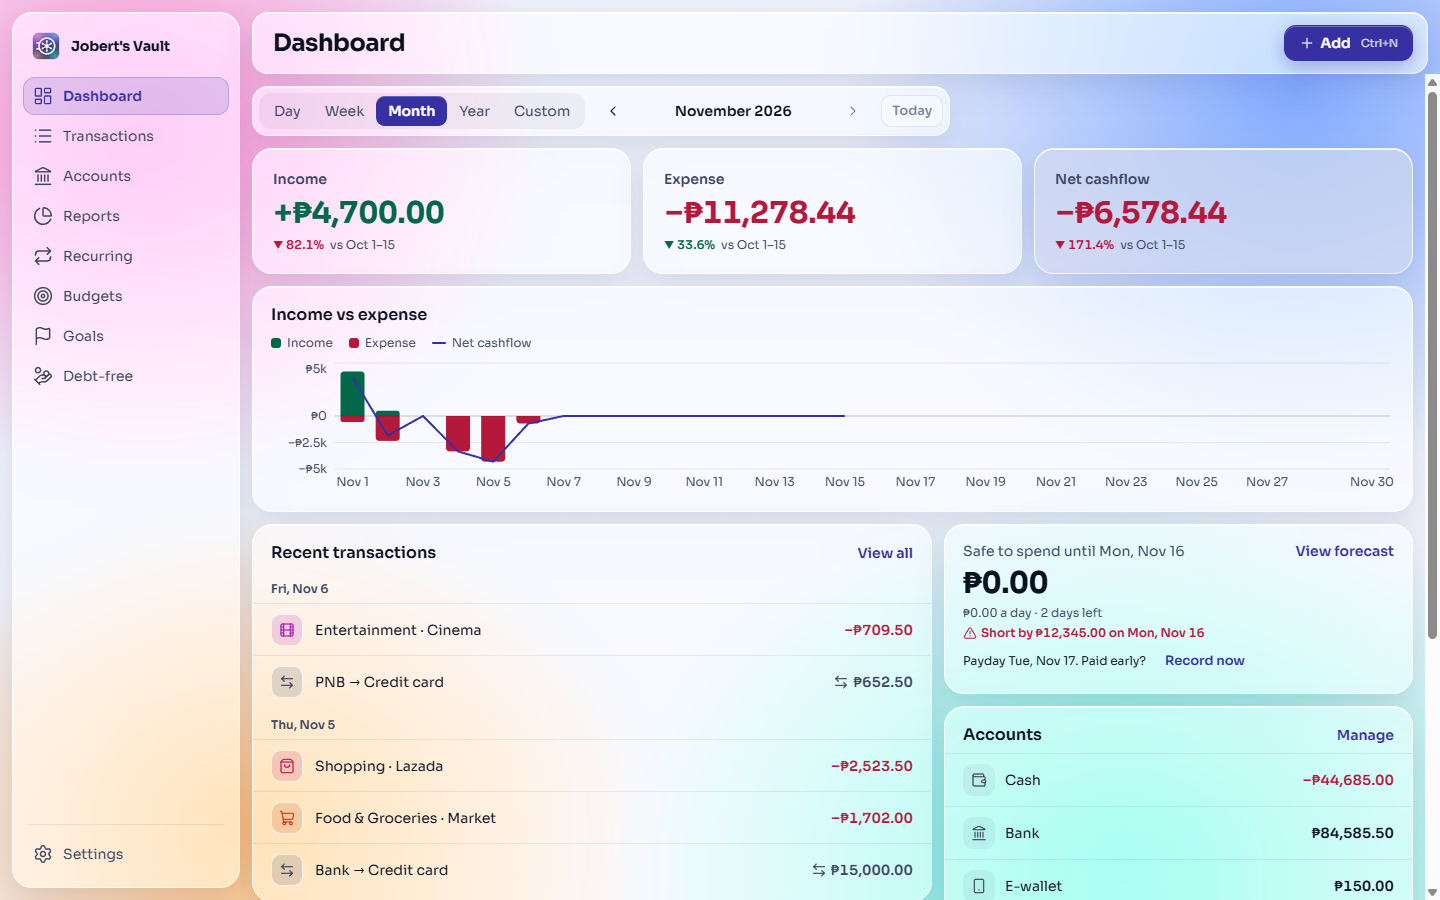 Jobert's Vault
Dashboard
Transactions
Accounts
Reports
Recurring
Budgets
Goals
Debt-free
Settings
Dashboard
Add Ctrl+N
Day Week Month Year Custom
November 2026
Today
Income
+₱4,700.00
▼ 82.1% vs Oct 1–15
Expense
−₱11,278.44
▼ 33.6% vs Oct 1–15
Net cashflow
−₱6,578.44
▼ 171.4% vs Oct 1–15
Income vs expense
Income Expense Net cashflow
₱5k
₱0
−₱2.5k
−₱5k
Nov 1 Nov 3 Nov 5 Nov 7 Nov 9 Nov 11 Nov 13 Nov 15 Nov 17 Nov 19 Nov 21 Nov 23 Nov 25 Nov 27 Nov 30
Recent transactions View all
Fri, Nov 6
Entertainment · Cinema −₱709.50
PNB → Credit card ₱652.50
Thu, Nov 5
Shopping · Lazada −₱2,523.50
Food & Groceries · Market −₱1,702.00
Bank → Credit card ₱15,000.00
Safe to spend until Mon, Nov 16 View forecast
₱0.00
₱0.00 a day · 2 days left
Short by ₱12,345.00 on Mon, Nov 16
Payday Tue, Nov 17. Paid early? Record now
Accounts Manage
Cash −₱44,685.00
Bank ₱84,585.50
E-wallet ₱150.00